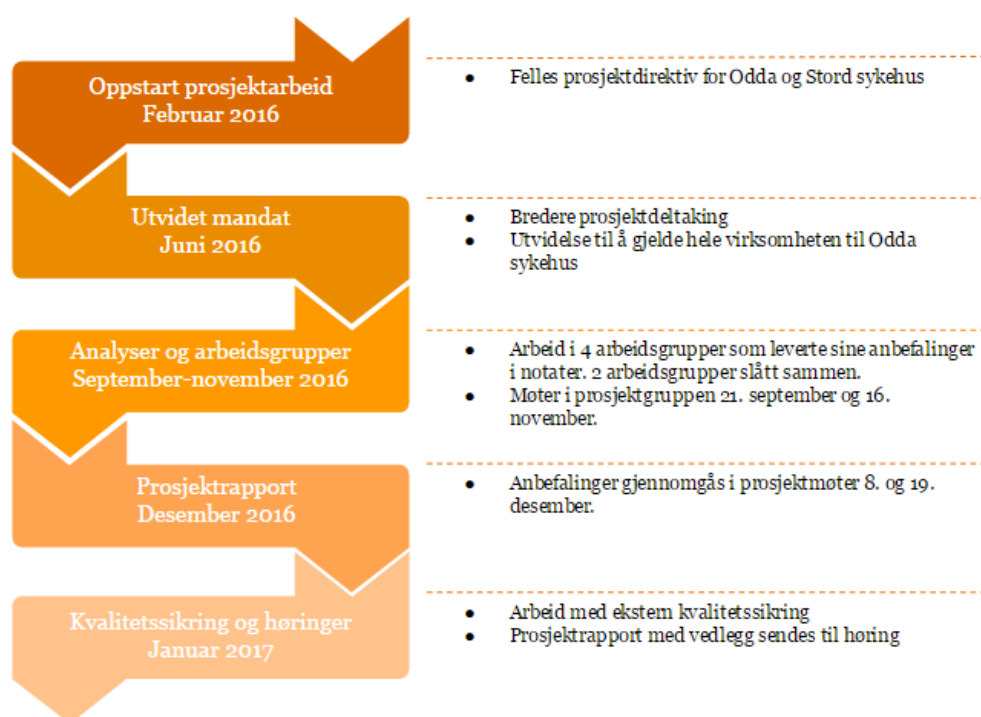 Oppstart prosjektarbeid
Februar 2016
● Felles prosjektdirektiv for Odda og Stord sykehus
Utvidet mandat
Juni 2016
● Bredere prosjektdeltaking
● Utvidelse til å gjelde hele virksomheten til Odda
sykehus
Analyser og arbeidsgrupper
September-november 2016
● Arbeid i 4 arbeidsgrupper som leverte sine anbefalinger
i notater. 2 arbeidsgrupper slått sammen.
● Møter i prosjektgruppen 21. september og 16.
november.
Prosjektrapport
Desember 2016
● Anbefalinger gjennomgås i prosjektmøter 8. og 19.
desember.
Kvalitetssikring og høringer
Januar 2017
● Arbeid med ekstern kvalitetssikring
● Prosjektrapport med vedlegg sendes til høring